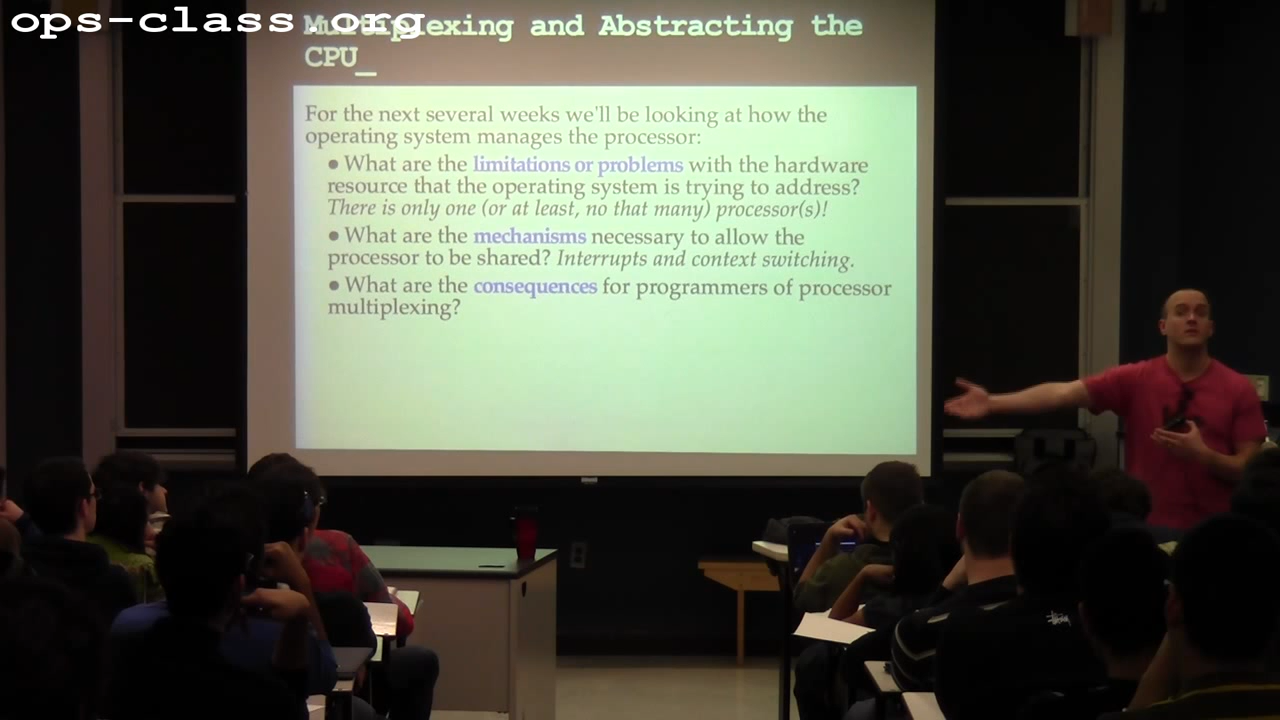 ops-class.org
Multiplexing and Abstracting the
CPU_
For the next several weeks we'll be looking at how the
operating system manages the processor:
● What are the limitations or problems with the hardware
resource that the operating system is trying to address?
There is only one (or at least, no that many) processor(s)!
● What are the mechanisms necessary to allow the
processor to be shared? Interrupts and context switching.
● What are the consequences for programmers of processor
multiplexing?